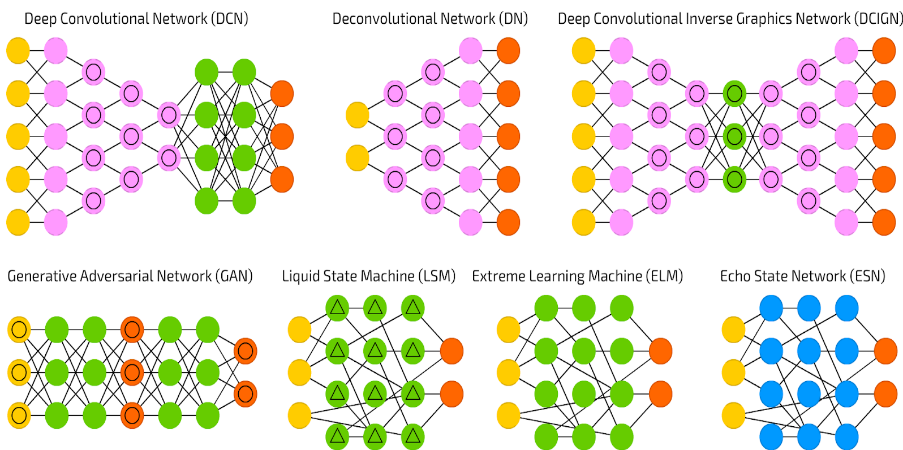 Deep Convolutional Network (DCN)
Deconvolutional Network (DN)
Deep Convolutional Inverse Graphics Network (DCIGN)
Generative Adversarial Network (GAN)
Liquid State Machine (LSM)
Extreme Learning Machine (ELM)
Echo State Network (ESN)